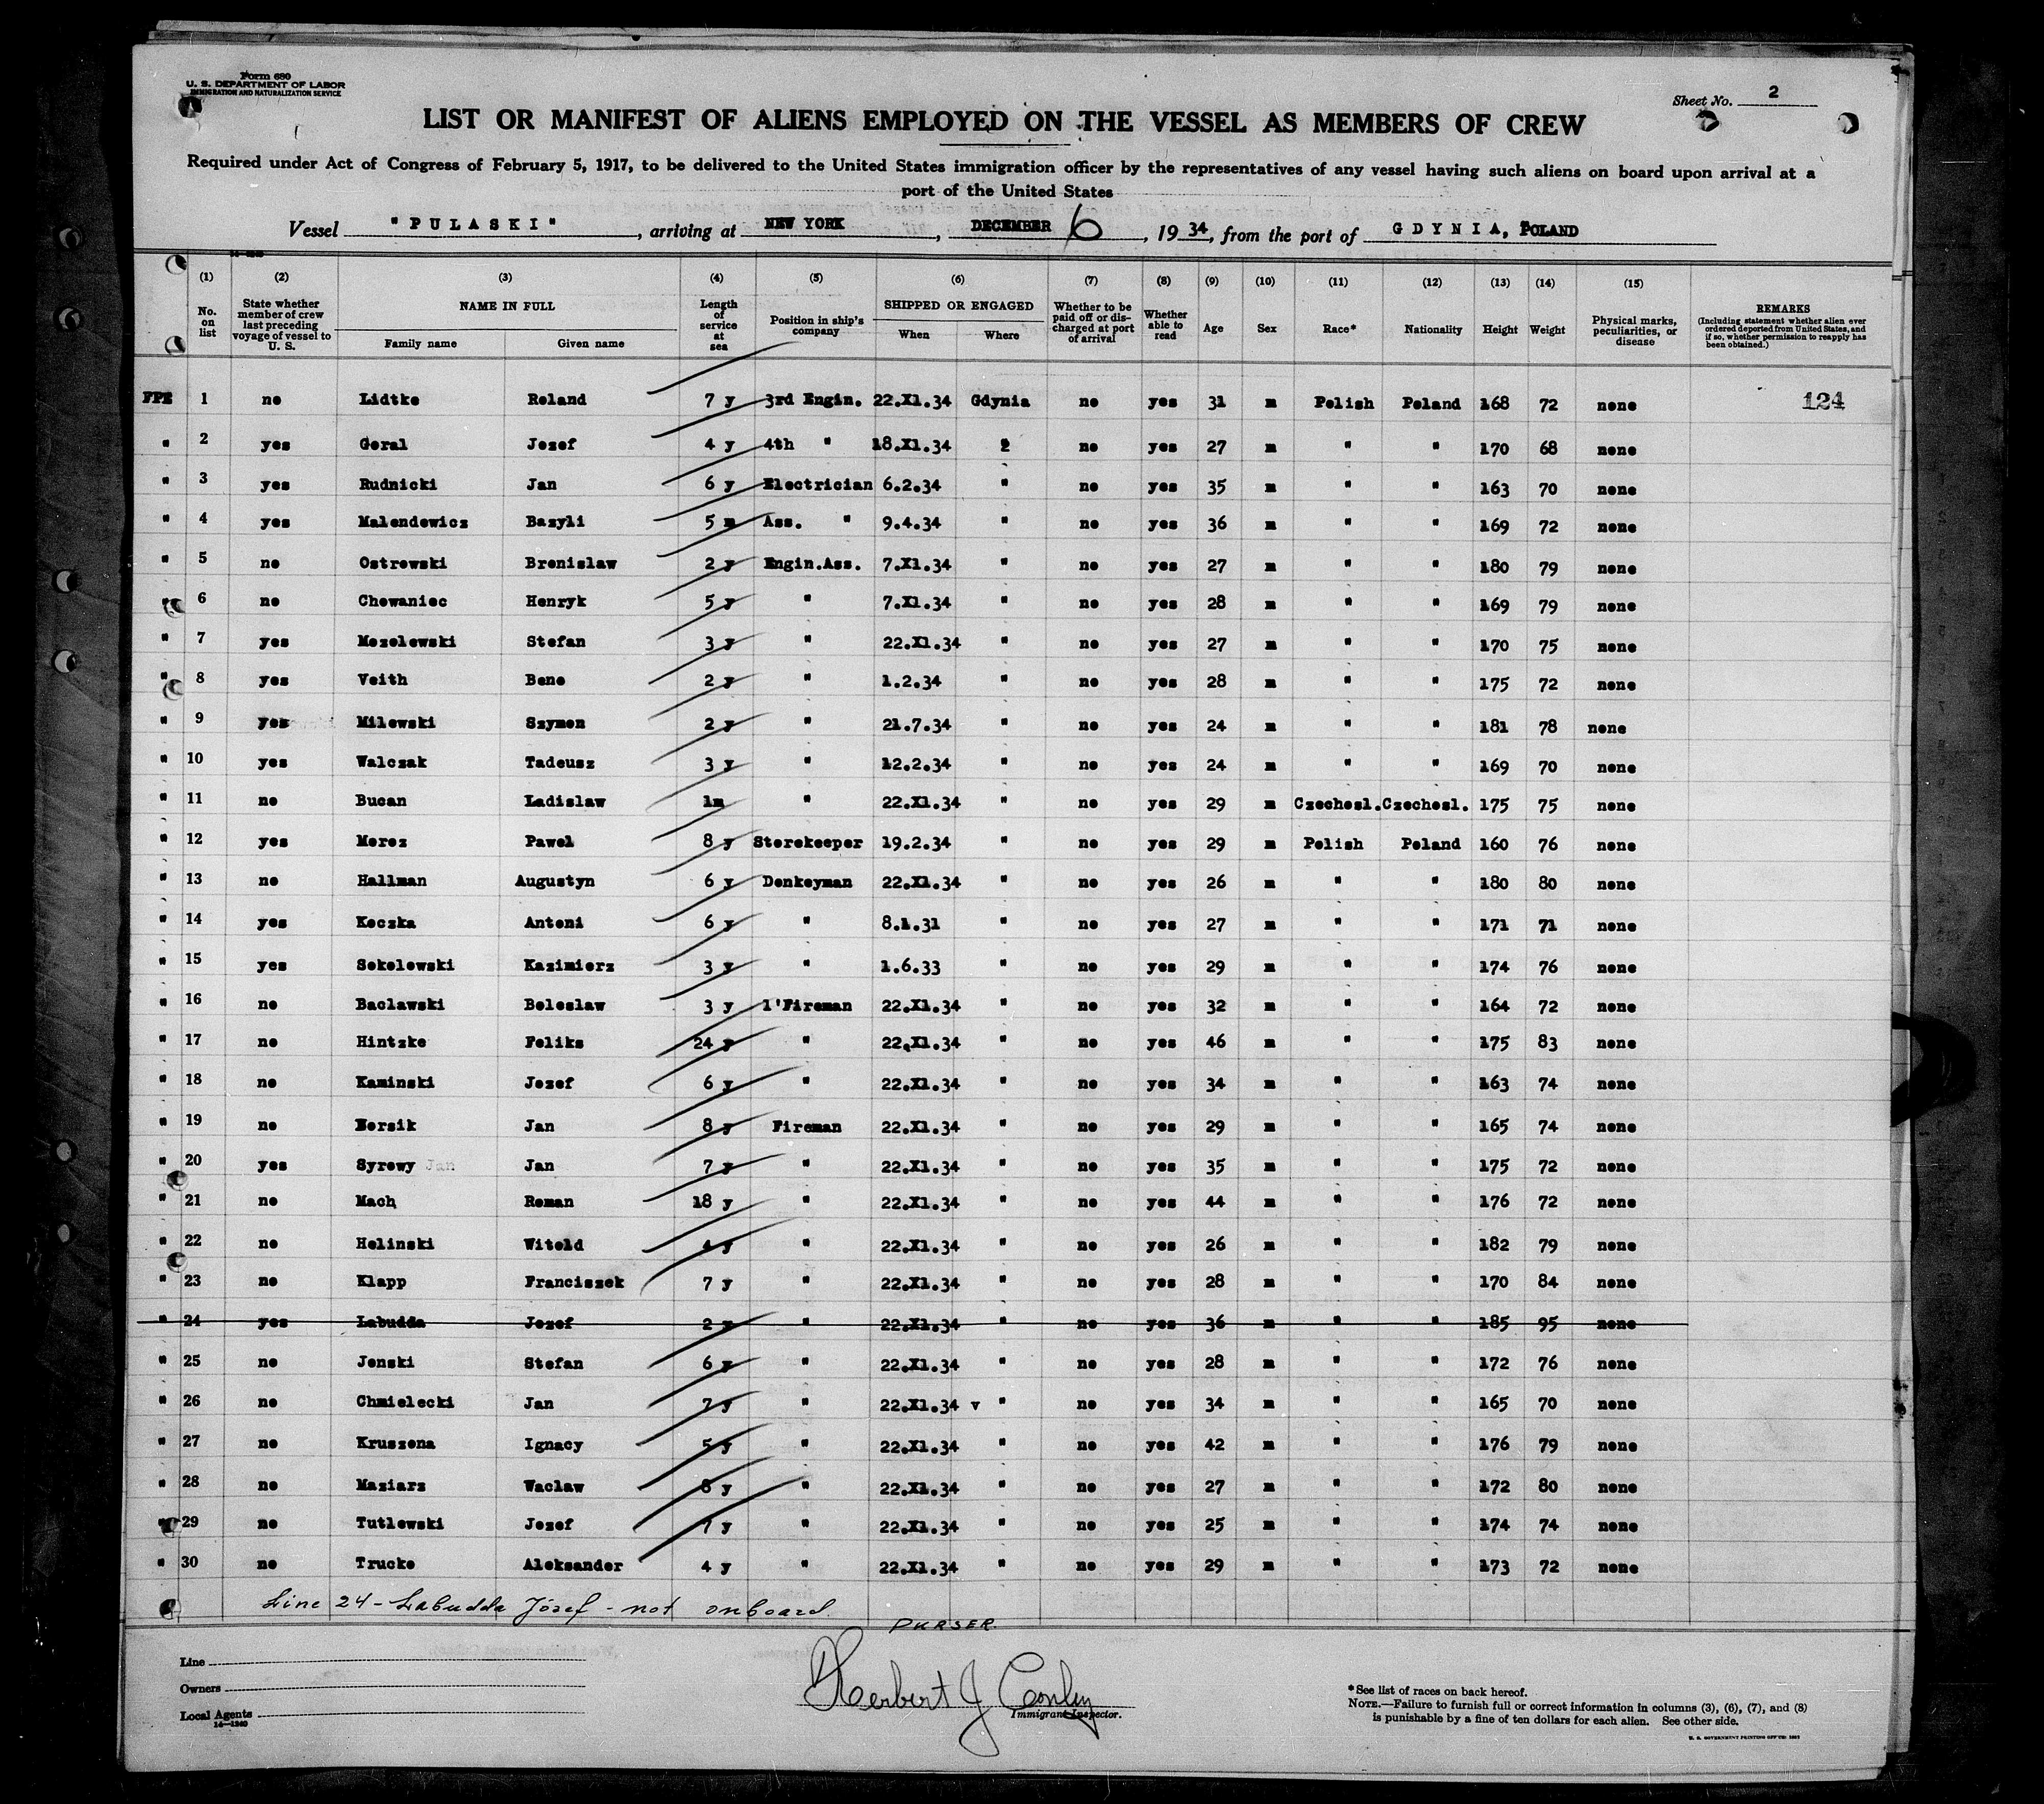 Form 680
U. S. DEPARTMENT OF LABOR
IMMIGRATION AND NATURALIZATION SERVICE
Sheet No. 2
LIST OR MANIFEST OF ALIENS EMPLOYED ON THE VESSEL AS MEMBERS OF CREW
Required under Act of Congress of February 5, 1917, to be delivered to the United States immigration officer by the representatives of any vessel having such aliens on board upon arrival at a
port of the United States
Vessel "PULASKI", arriving at NEW YORK, DECEMBER 6, 1934, from the port of GDYNIA, POLAND
(1) (2) (3) (4) (5) (6) (7) (8) (9) (10) (11) (12) (13) (14) (15)
No. on list | State whether member of crew last preceding voyage of vessel to U. S. | NAME IN FULL Family name Given name | Length of service at sea | Position in ship's company | SHIPPED OR ENGAGED When Where | Whether to be paid off or discharged at port of arrival | Whether able to read | Age | Sex | Race* | Nationality | Height | Weight | Physical marks, peculiarities, or disease | REMARKS (Including statement whether alien ever ordered deported from United States, and if so, whether permission to reapply has been obtained.)
FPE 1 no Lidtke Roland 7 y 3rd Engin. 22.X1.34 Gdynia no yes 31 m Polish Poland 168 72 none 124
" 2 yes Goral Jozef 4 y 4th " 18.X1.34 2 no yes 27 m " " 170 68 none
" 3 yes Rudnicki Jan 6 y Electrician 6.2.34 " no yes 35 m " " 163 70 none
" 4 yes Malendewicz Bazyli 5 m Ass. " 9.4.34 " no yes 36 m " " 169 72 none
" 5 no Ostrowski Bronislaw 2 y Engin.Ass. 7.X1.34 " no yes 27 m " " 180 79 none
" 6 no Chowaniec Henryk 5 y " 7.X1.34 " no yes 28 m " " 169 79 none
" 7 yes Mozolewski Stefan 3 y " 22.X1.34 " no yes 27 m " " 170 75 none
" 8 yes Veith Beno 2 y " 1.2.34 " no yes 28 m " " 175 72 none
" 9 yes Milewski Szymon 2 y " 21.7.34 " no yes 24 m " " 181 78 none
" 10 yes Walczak Tadeusz 3 y " 12.2.34 " no yes 24 m " " 169 70 none
" 11 no Bucan Ladislaw 1m " 22.X1.34 " no yes 29 m Czechosl. Czechosl. 175 75 none
" 12 yes Moroz Pawel 8 y Storekeeper 19.2.34 " no yes 29 m Polish Poland 160 76 none
" 13 no Hallman Augustyn 6 y Donkeyman 22.X1.34 " no yes 26 m " " 180 80 none
" 14 yes Koczka Antoni 6 y " 8.1.31 " no yes 27 m " " 171 71 none
" 15 yes Sokolowski Kazimierz 3 y " 1.6.33 " no yes 29 m " " 174 76 none
" 16 no Baclawski Boleslaw 3 y 1'Fireman 22.X1.34 " no yes 32 m " " 164 72 none
" 17 no Hintzke Feliks 24 y " 22.X1.34 " no yes 46 m " " 175 83 none
" 18 no Kaminski Jozef 6 y " 22.X1.34 " no yes 34 m " " 163 74 none
" 19 no Jan 8 y Fireman 22.X1.34 " no yes 29 m " " 165 74 none
" 20 yes Syrowy Jan Jan 7 y " 22.X1.34 " no yes 35 m " " 175 72 none
" 21 no Mach Roman 18 y " 22.X1.34 " no yes 44 m " " 176 72 none
" 22 no Holinski Witold 4 y " 22.X1.34 " no yes 26 m " " 182 79 none
" 23 no Klapp Franciszek 7 y " 22.X1.34 " no yes 28 m " " 170 84 none
" 24 yes Labudda Jozef 2 y " 22.X1.34 " no yes 36 m " " 185 95 none
" 25 no Jonski Stefan 6 y " 22.X1.34 " no yes 28 m " " 172 76 none
" 26 no Chmielecki Jan 7 y " 22.X1.34 v " no yes 34 m " " 165 70 none
" 27 no Kruszona Ignacy 5 y " 22.X1.34 " no yes 42 m " " 176 79 none
" 28 no Maziarz Waclaw 8 y " 22.X1.34 " no yes 27 m " " 172 80 none
" 29 no Tutlewski Jozef 7 y " 22.X1.34 " no yes 25 m " " 174 74 none
" 30 no Trucko Aleksander 4 y " 22.X1.34 " no yes 29 m " " 173 72 none
Line 24 - Labudda Józef - not onboard.
PURSER.
Line
Owners
Local Agents
14—1240
Herbert J Conley
Immigrant Inspector.
*See list of races on back hereof.
NOTE.—Failure to furnish full or correct information in columns (3), (6), (7), and (8)
is punishable by a fine of ten dollars for each alien. See other side.
U. S. GOVERNMENT PRINTING OFFICE: